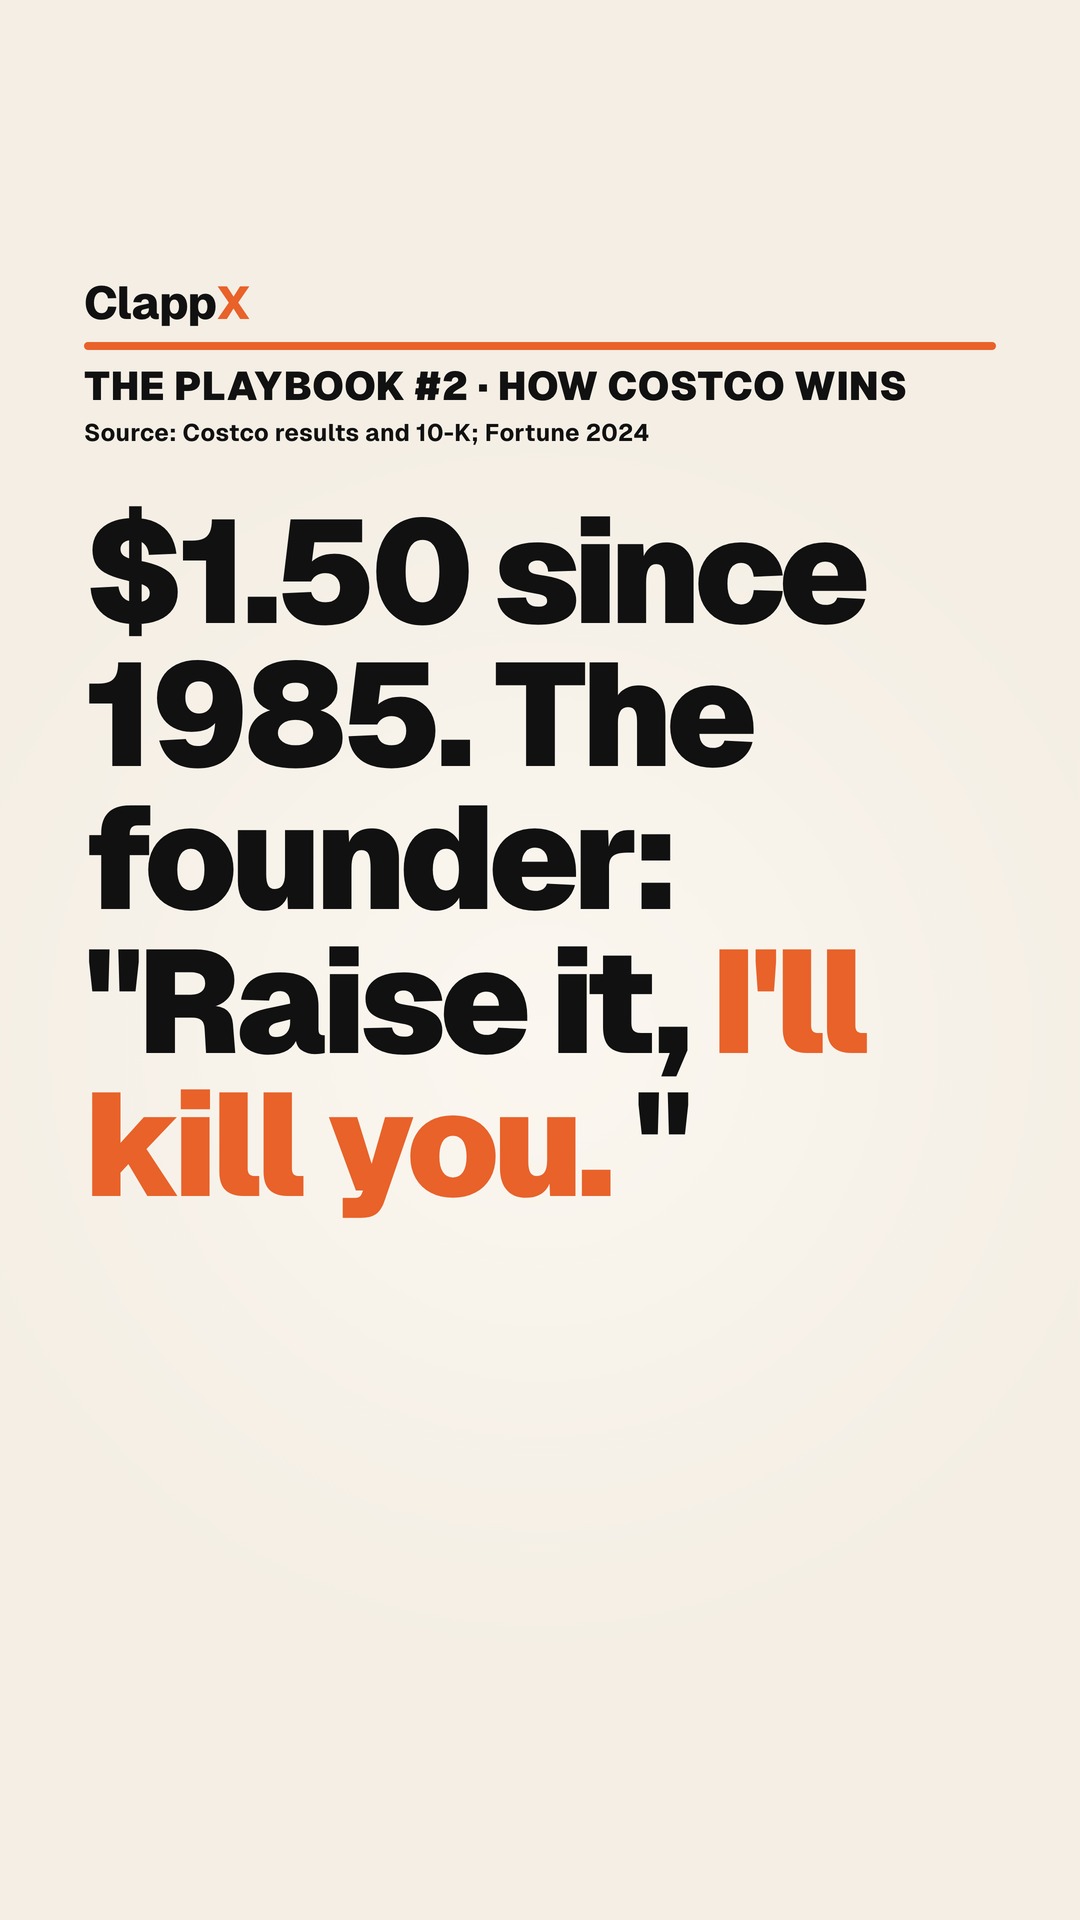 ClappX
THE PLAYBOOK #2 · HOW COSTCO WINS
Source: Costco results and 10-K; Fortune 2024
$1.50 since
1985. The
founder:
"Raise it, I'll
kill you. "